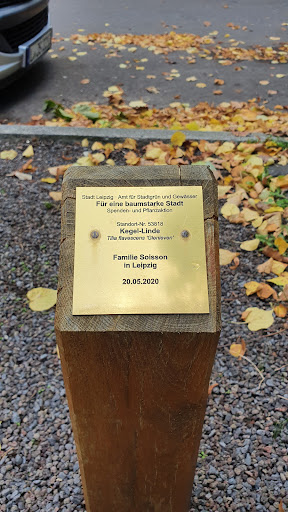 Stadt Leipzig · Amt für Stadtgrün und Gewässer
Für eine baumstarke Stadt
Spenden- und Pflanzaktion
Standort-Nr. 53818
Kegel-Linde
Tilia flavescens 'Glenleven'
Familie Soisson
in Leipzig
20.05.2020